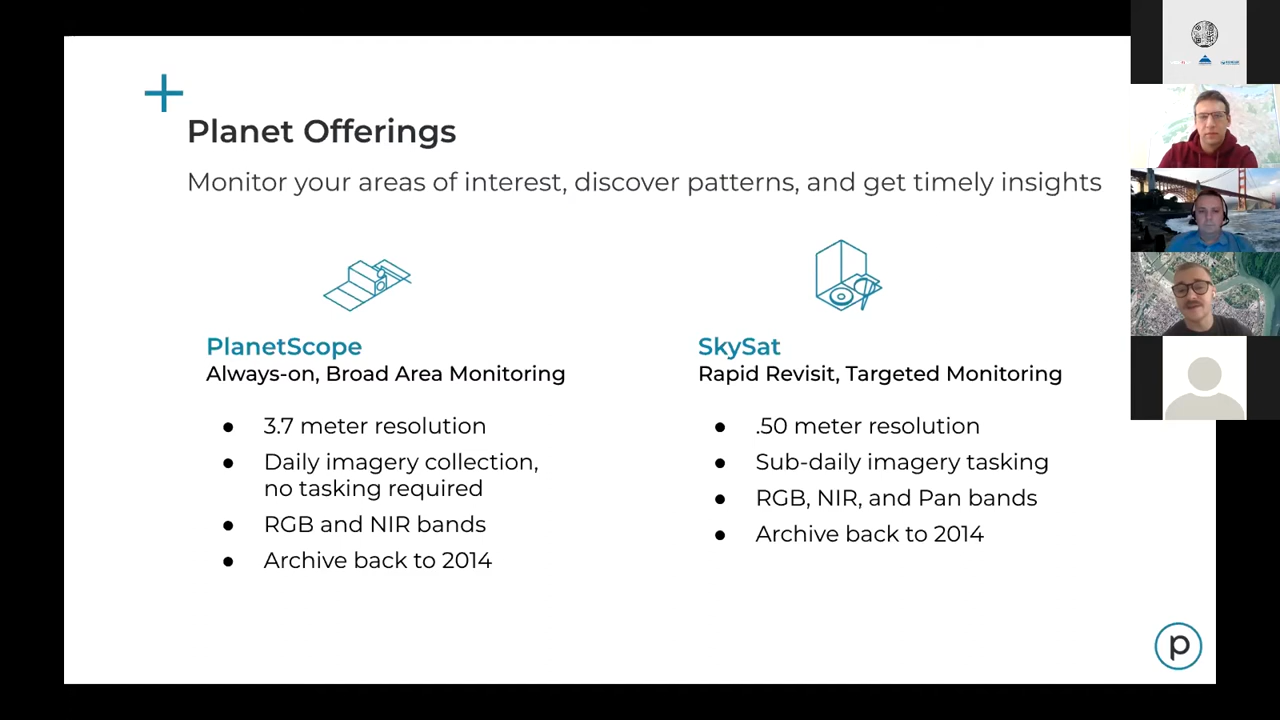 Planet Offerings
Monitor your areas of interest, discover patterns, and get timely insights
PlanetScope
Always-on, Broad Area Monitoring
● 3.7 meter resolution
● Daily imagery collection,
no tasking required
● RGB and NIR bands
● Archive back to 2014
SkySat
Rapid Revisit, Targeted Monitoring
● .50 meter resolution
● Sub-daily imagery tasking
● RGB, NIR, and Pan bands
● Archive back to 2014
p